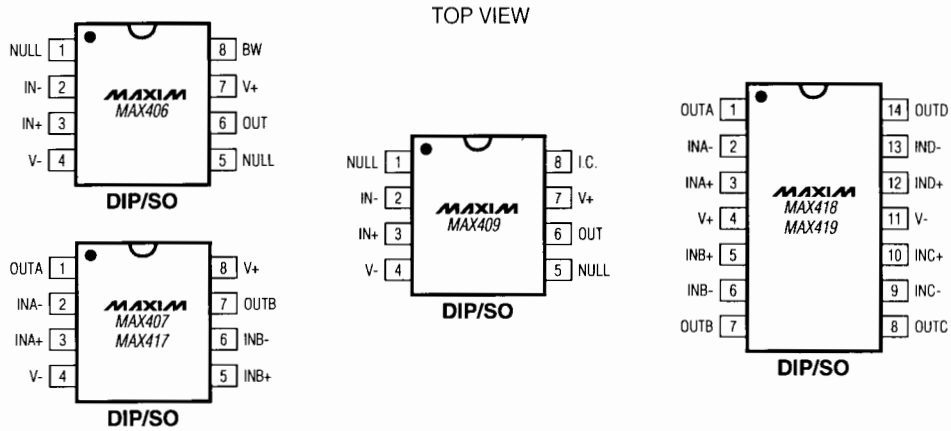 TOP VIEW
NULL 1 8 BW
IN- 2 7 V+
MAXIM
MAX406
IN+ 3 6 OUT
V- 4 5 NULL
DIP/SO
OUTA 1 8 V+
INA- 2 7 OUTB
MAXIM
MAX407
MAX417
INA+ 3 6 INB-
V- 4 5 INB+
DIP/SO
NULL 1 8 I.C.
IN- 2 7 V+
MAXIM
MAX409
IN+ 3 6 OUT
V- 4 5 NULL
DIP/SO
OUTA 1 14 OUTD
INA- 2 13 IND-
INA+ 3 12 IND+
MAXIM
MAX418
MAX419
V+ 4 11 V-
INB+ 5 10 INC+
INB- 6 9 INC-
OUTB 7 8 OUTC
DIP/SO